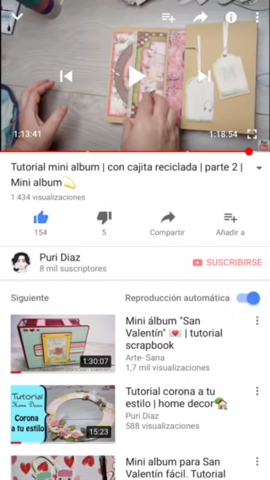 1:13:41
1:18:54
Tutorial mini album | con cajita reciclada | parte 2 |
Mini album💫
1.434 visualizaciones
154
5
Compartir
Añadir a
Puri Diaz
8 mil suscriptores
SUSCRIBIRSE
Siguiente
Reproducción automática
Mini álbum "San
Valentín" 💌 | tutorial
scrapbook
Arte- Sana
1,7 mil visualizaciones
1:30:07
Tutorial corona a tu
estilo | home decor🏡
Puri Diaz
588 visualizaciones
Tutorial
Home Decor
Corona
a tu estilo
15:23
Mini album para San
Valentín fácil. Tutorial